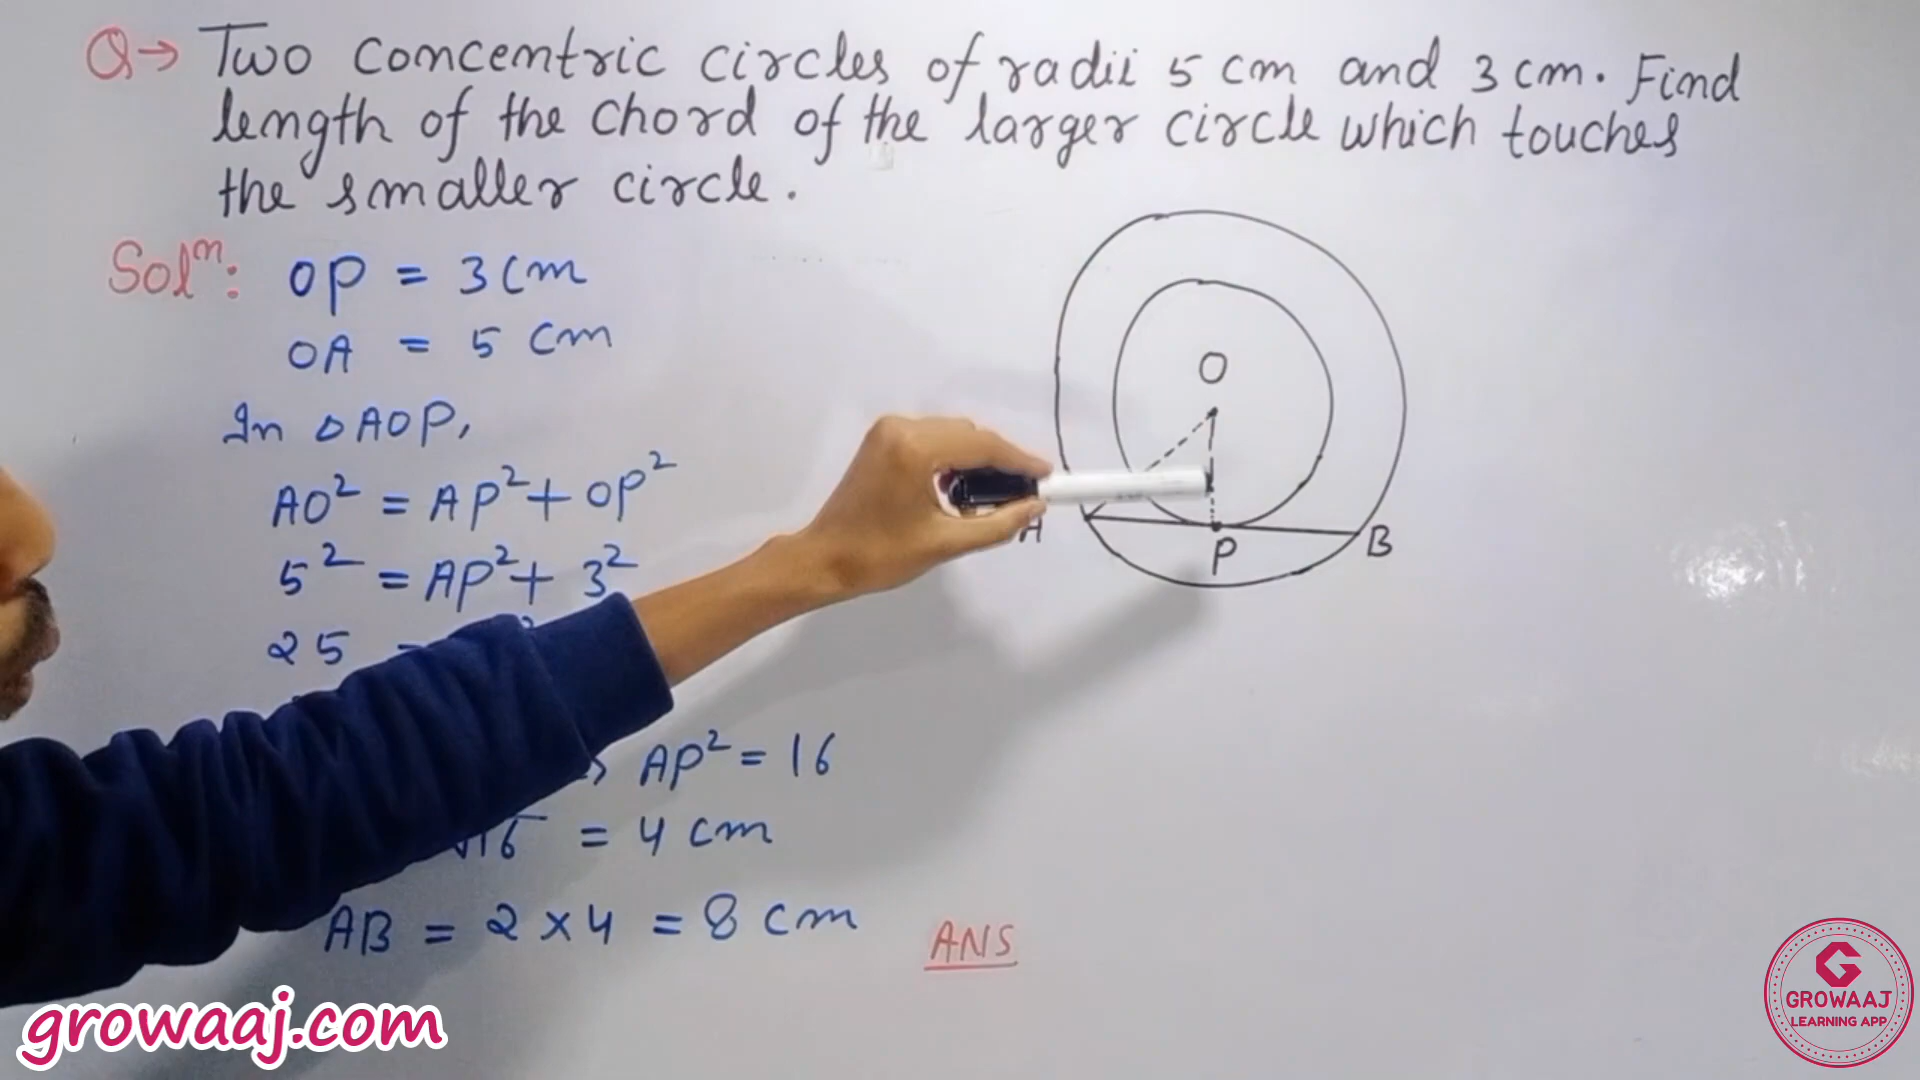 Q→ Two concentric circles of radii 5 cm and 3 cm. Find
length of the chord of the larger circle which touches
the smaller circle.
Solⁿ: OP = 3 cm
OA = 5 cm
In △AOP,
AO² = AP² + OP²
5² = AP² + 3²
25 =
AP² = 16
√16 = 4 cm
AB = 2 × 4 = 8 cm
ANS
O
A
P
B
growaaj.com
G
GROWAAJ
LEARNING APP